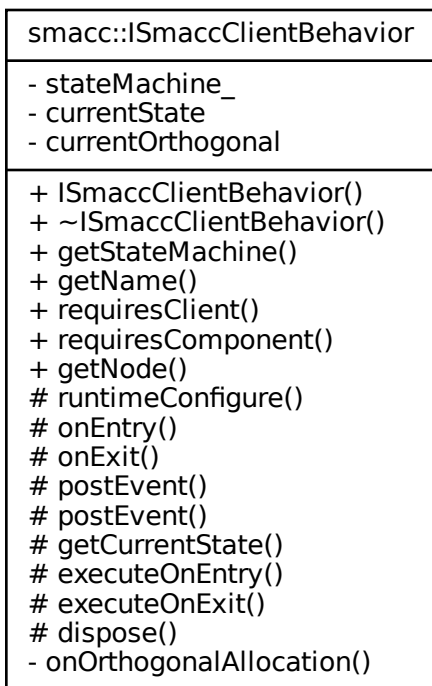 smacc::ISmaccClientBehavior
- stateMachine_
- currentState
- currentOrthogonal
+ ISmaccClientBehavior()
+ ~ISmaccClientBehavior()
+ getStateMachine()
+ getName()
+ requiresClient()
+ requiresComponent()
+ getNode()
# runtimeConfigure()
# onEntry()
# onExit()
# postEvent()
# postEvent()
# getCurrentState()
# executeOnEntry()
# executeOnExit()
# dispose()
- onOrthogonalAllocation()